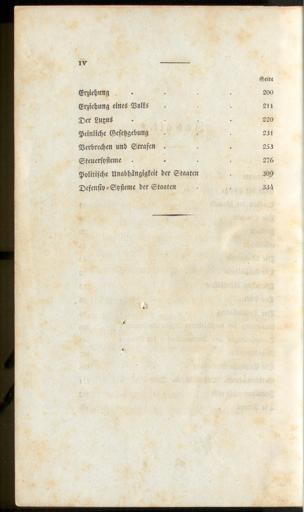 IV
Seite
Erziehung . . . . 200
Erziehung eines Volks . . . 211
Der Luxus . . . . 220
Peinliche Gesetzgebung . . . 231
Verbrechen und Strafen . . . 253
Steuersysteme . . . . 276
Politische Unabhängigkeit der Staaten . 309
Defensiv-Systeme der Staaten . . 334